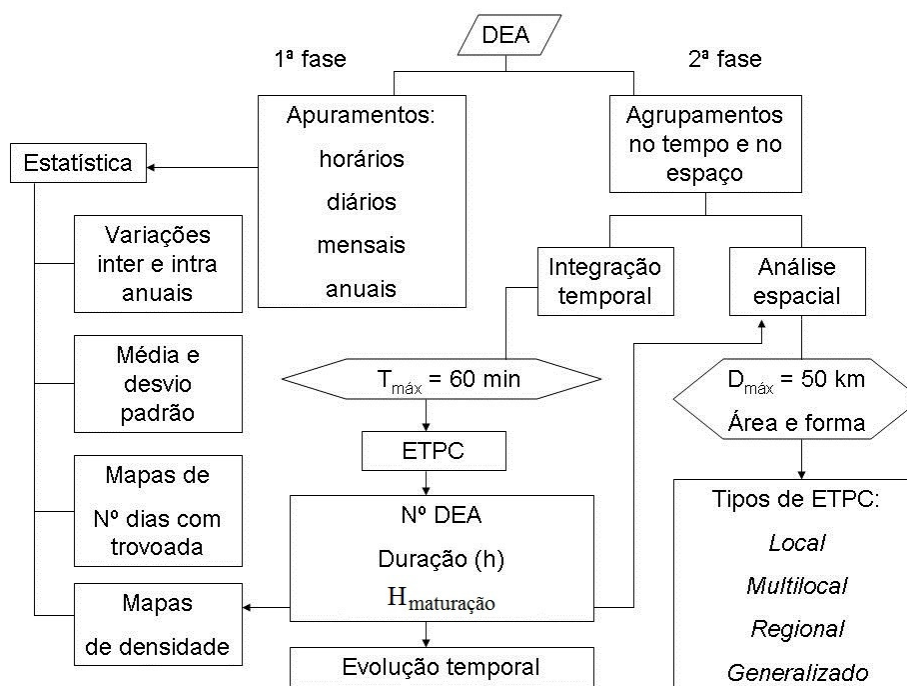 DEA
1ª fase
2ª fase
Apuramentos:
horários
diários
mensais
anuais
Agrupamentos
no tempo e no
espaço
Estatística
Variações
inter e intra
anuais
Integração
temporal
Análise
espacial
Média e
desvio
padrão
Tmáx = 60 min
Dmáx = 50 km
Área e forma
ETPC
Mapas de
Nº dias com
trovoada
Nº DEA
Duração (h)
Hmaturação
Tipos de ETPC:
Local
Multilocal
Regional
Generalizado
Mapas
de densidade
Evolução temporal